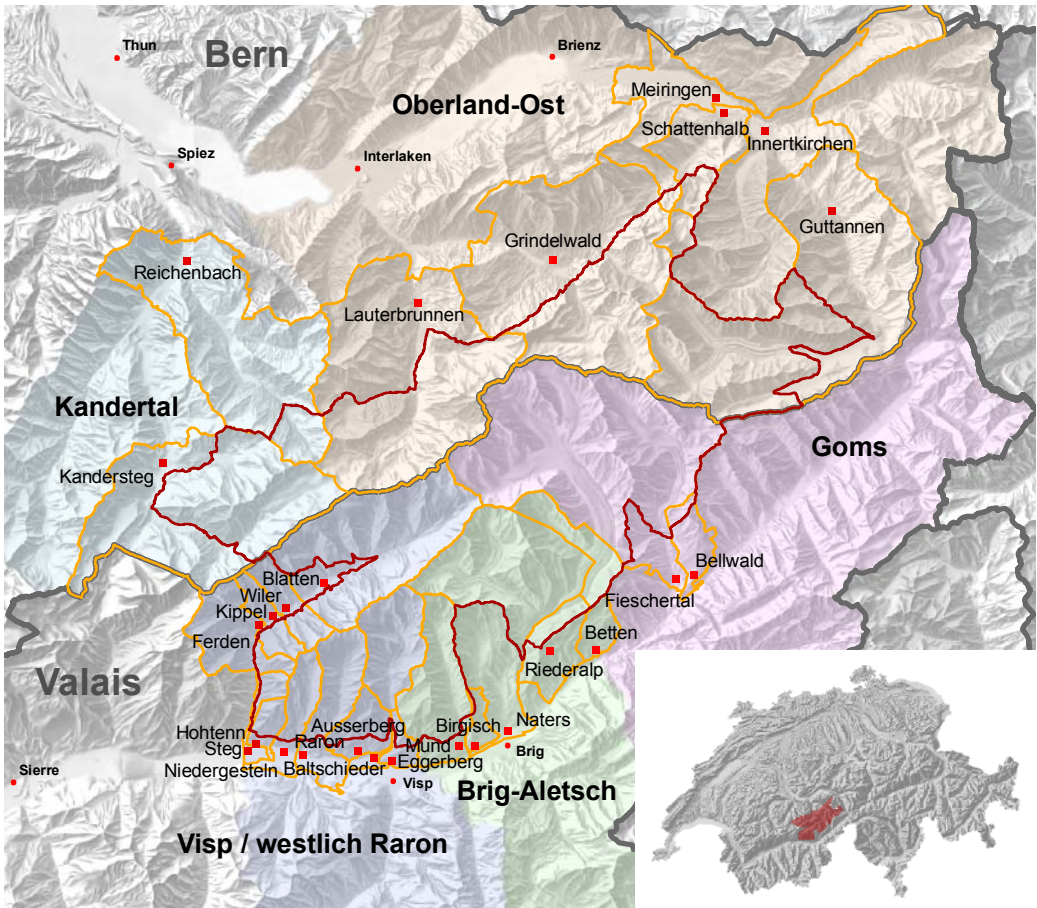 Thun
Bern
Brienz
Meiringen
Oberland-Ost
Schattenhalb
Innertkirchen
Spiez
Interlaken
Guttannen
Grindelwald
Reichenbach
Lauterbrunnen
Kandertal
Goms
Kandersteg
Bellwald
Blatten
Wiler
Fieschertal
Kippel
Betten
Ferden
Riederalp
Valais
Naters
Ausserberg
Birgisch
Hohtenn
Raron
Mund
Steg
Brig
Eggerberg
Niedergesteln
Baltschieder
Sierre
Visp
Brig-Aletsch
Visp / westlich Raron